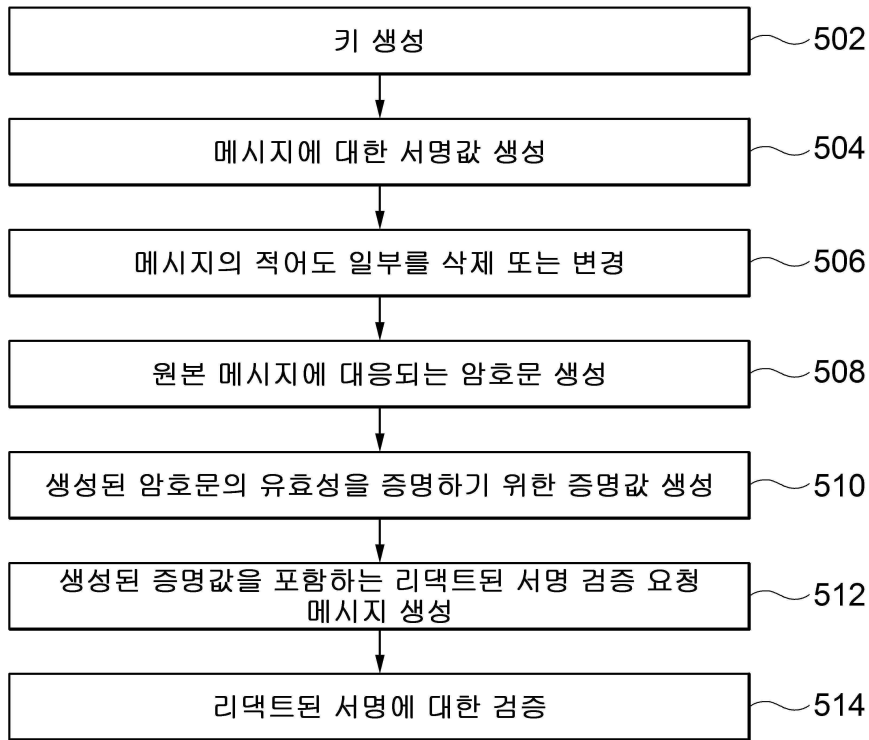 키 생성
502
메시지에 대한 서명값 생성
504
메시지의 적어도 일부를 삭제 또는 변경
506
원본 메시지에 대응되는 암호문 생성
508
생성된 암호문의 유효성을 증명하기 위한 증명값 생성
510
생성된 증명값을 포함하는 리댁트된 서명 검증 요청
메시지 생성
512
리댁트된 서명에 대한 검증
514